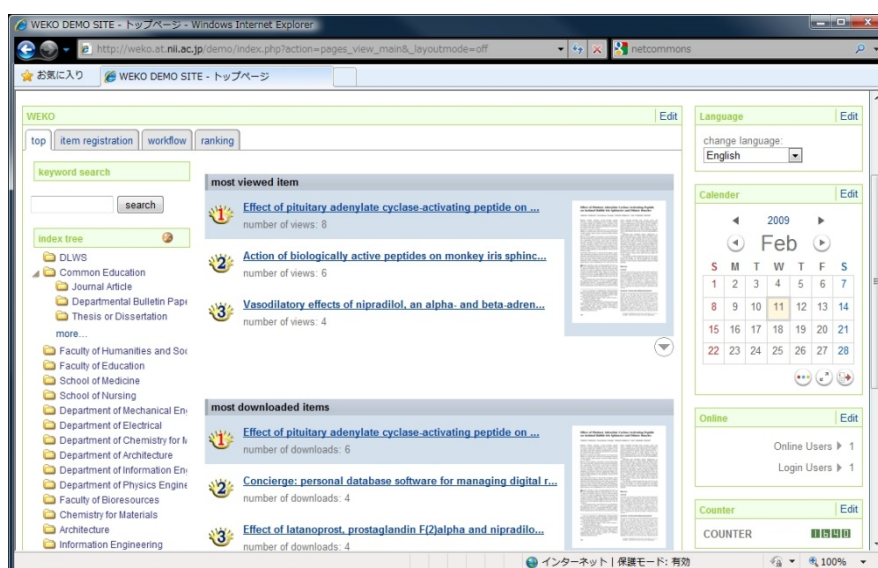 WEKO DEMO SITE - トップページ - Windows Internet Explorer
http://weko.at.nii.ac.jp/demo/index.php?action=pages_view_main&_layoutmode=off
netcommons
お気に入り
WEKO DEMO SITE - トップページ
WEKO
Edit
top
item registration
workflow
ranking
keyword search
search
index tree
DLWS
Common Education
Journal Article
Departmental Bulletin Pape
Thesis or Dissertation
more...
Faculty of Humanities and Soc
Faculty of Education
School of Medicine
School of Nursing
Department of Mechanical En
Department of Electrical
Department of Chemistry for M
Department of Architecture
Department of Information En
Department of Physics Engine
Faculty of Bioresources
Chemistry for Materials
Architecture
Information Engineering
most viewed item
1
Effect of pituitary adenylate cyclase-activating peptide on ...
number of views: 8
2
Action of biologically active peptides on monkey iris sphinc...
number of views: 6
3
Vasodilatory effects of nipradilol, an alpha- and beta-adren...
number of views: 4
most downloaded items
1
Effect of pituitary adenylate cyclase-activating peptide on ...
number of downloads: 6
2
Concierge: personal database software for managing digital r...
number of downloads: 4
3
Effect of latanoprost, prostaglandin F(2)alpha and nipradilo...
number of downloads: 4
Language
Edit
change language:
English
Calender
Edit
2009
Feb
S M T W T F S
1 2 3 4 5 6 7
8 9 10 11 12 13 14
15 16 17 18 19 20 21
22 23 24 25 26 27 28
Online
Edit
Online Users 1
Login Users 1
Counter
Edit
COUNTER
インターネット | 保護モード: 有効
100%